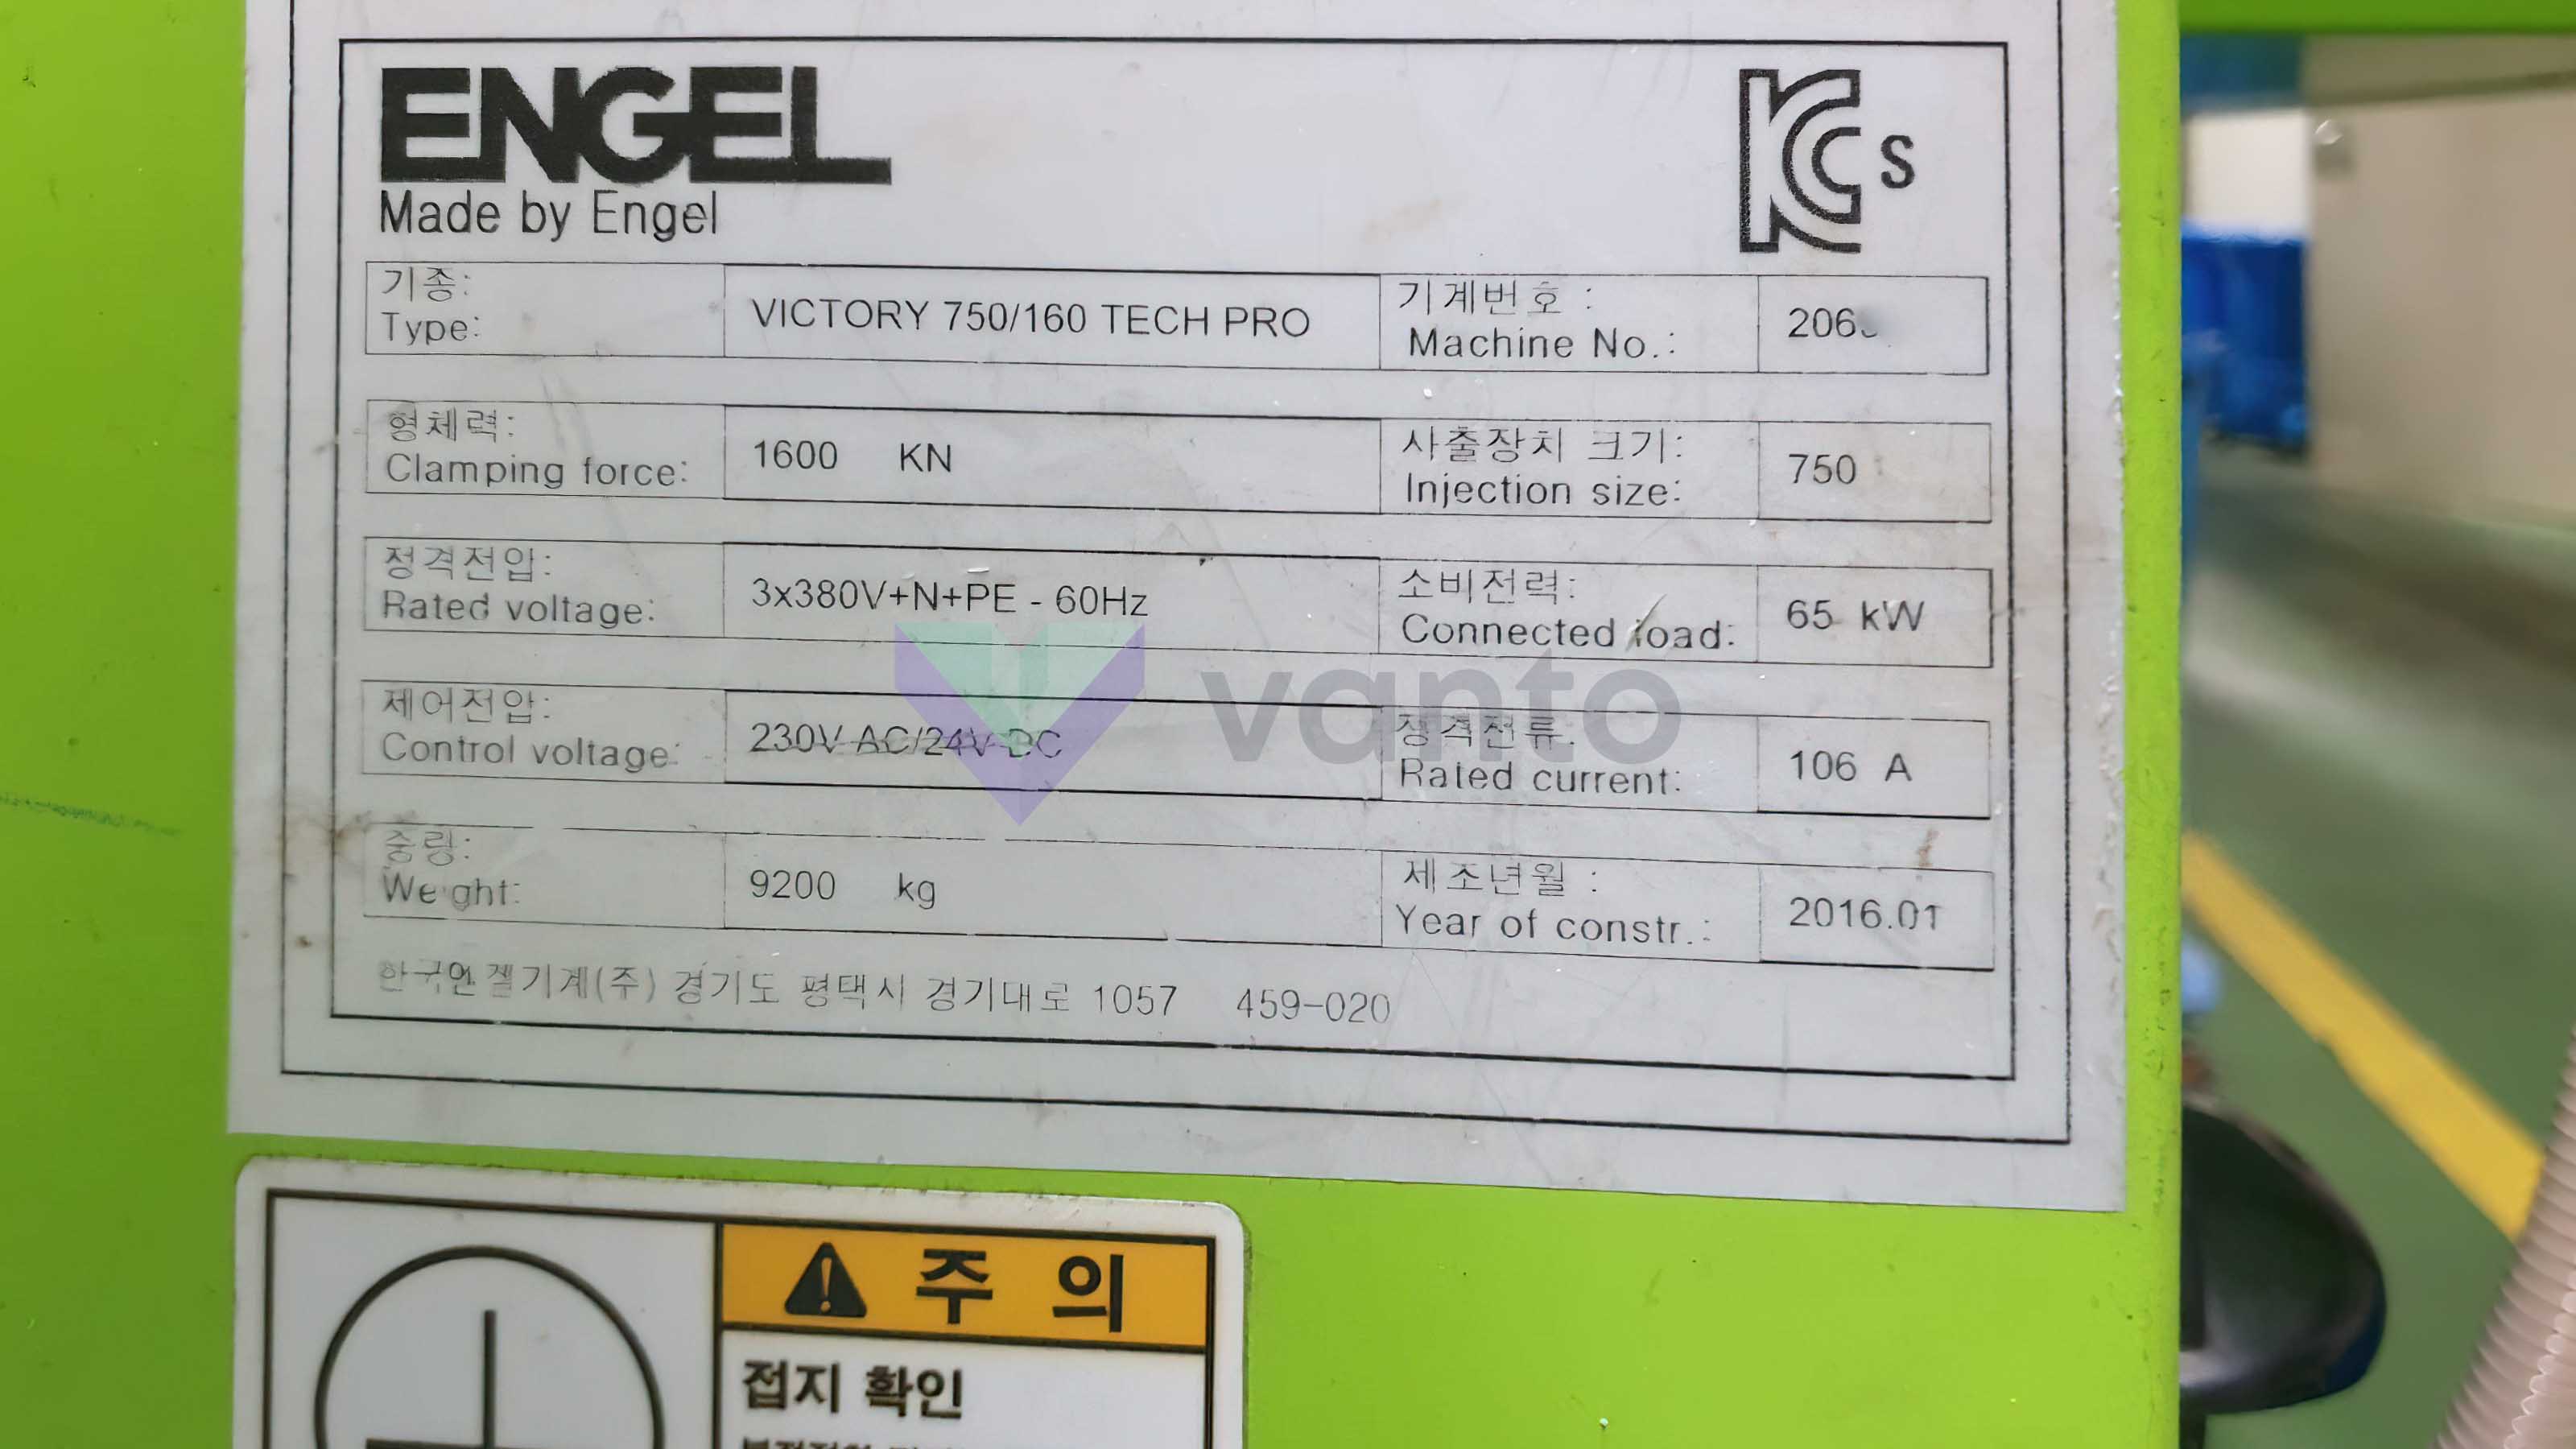 ENGEL
Made by Engel
KC S
기종:
Type:
VICTORY 750/160 TECH PRO
기계번호 :
Machine No.:
206
형체력:
Clamping force:
1600 KN
사출장치 크기:
Injection size:
750
정격전압:
Rated voltage:
3x380V+N+PE - 60Hz
소비전력:
Connected load:
65 kW
vanto
제어전압:
Control voltage:
230V AC/24V DC
정격전류:
Rated current:
106 A
중량:
Weight:
9200 kg
제조년월 :
Year of constr.:
2016.01
한국엔겔기계(주) 경기도 평택시 경기대로 1057 459-020
주 의
접지 확인